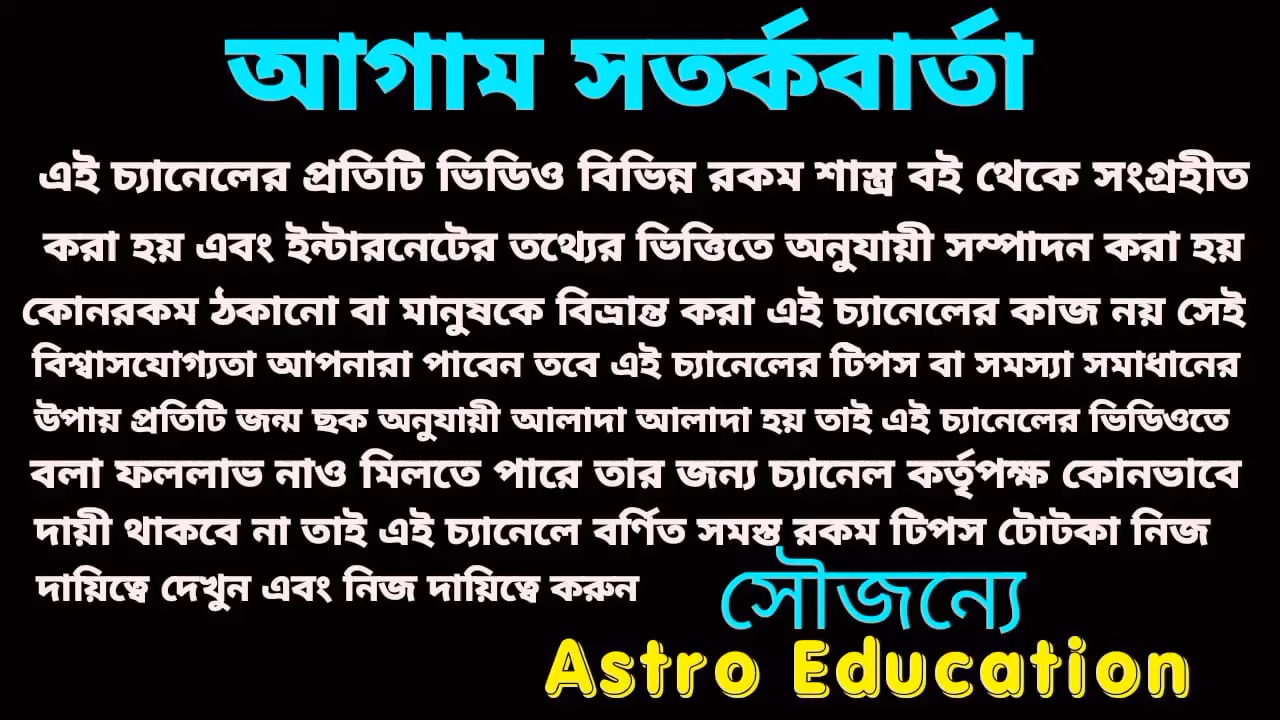 আগাম সতর্কবার্তা
এই চ্যানেলের প্রতিটি ভিডিও বিভিন্ন রকম শাস্ত্র বই থেকে সংগ্রহীত
করা হয় এবং ইন্টারনেটের তথ্যের ভিত্তিতে অনুযায়ী সম্পাদন করা হয়
কোনরকম ঠকানো বা মানুষকে বিভ্রান্ত করা এই চ্যানেলের কাজ নয় সেই
বিশ্বাসযোগ্যতা আপনারা পাবেন তবে এই চ্যানেলের টিপস বা সমস্যা সমাধানের
উপায় প্রতিটি জন্ম ছক অনুযায়ী আলাদা আলাদা হয় তাই এই চ্যানেলের ভিডিওতে
বলা ফললাভ নাও মিলতে পারে তার জন্য চ্যানেল কর্তৃপক্ষ কোনভাবে
দায়ী থাকবে না তাই এই চ্যানেলে বর্ণিত সমস্ত রকম টিপস টোটকা নিজ
দায়িত্বে দেখুন এবং নিজ দায়িত্বে করুন
সৌজন্যে
Astro Education